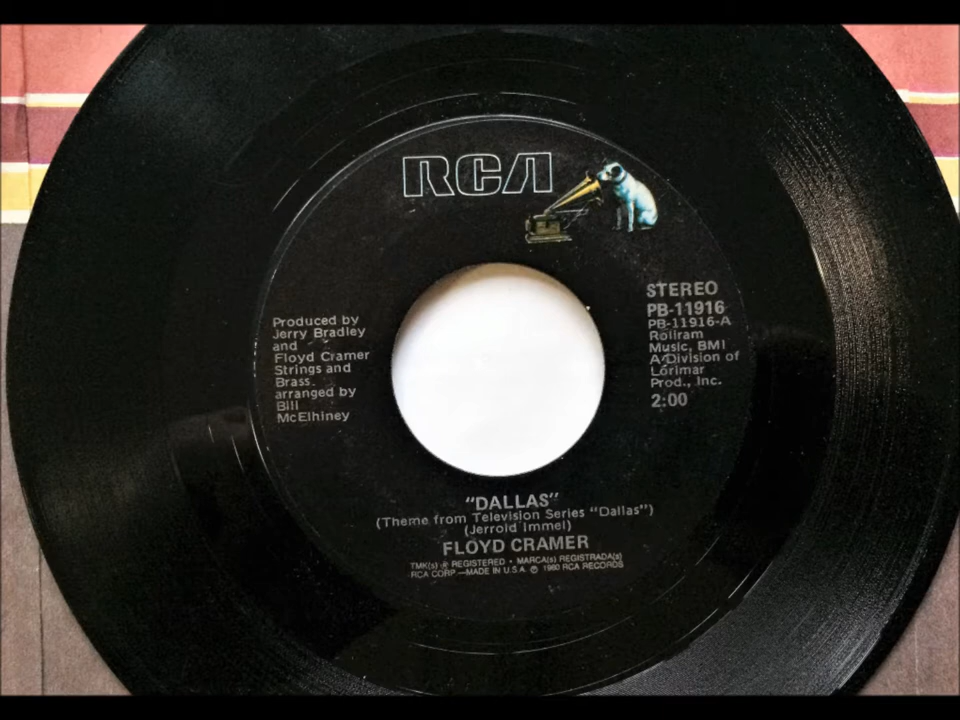 RCA
Produced by
Jerry Bradley
and
Floyd Cramer
Strings and
Brass
arranged by
Bill
McElhiney
STEREO
PB-11916
PB-11916-A
Roliram
Music, BMI
A Division of
Lorimar
Prod., Inc.
2:00
"DALLAS"
(Theme from Television Series "Dallas")
(Jerrold Immel)
FLOYD CRAMER
TMK(s) ® REGISTERED • MARCA(s) REGISTRADA(s)
RCA CORP.—MADE IN U.S.A. ℗ 1980 RCA RECORDS